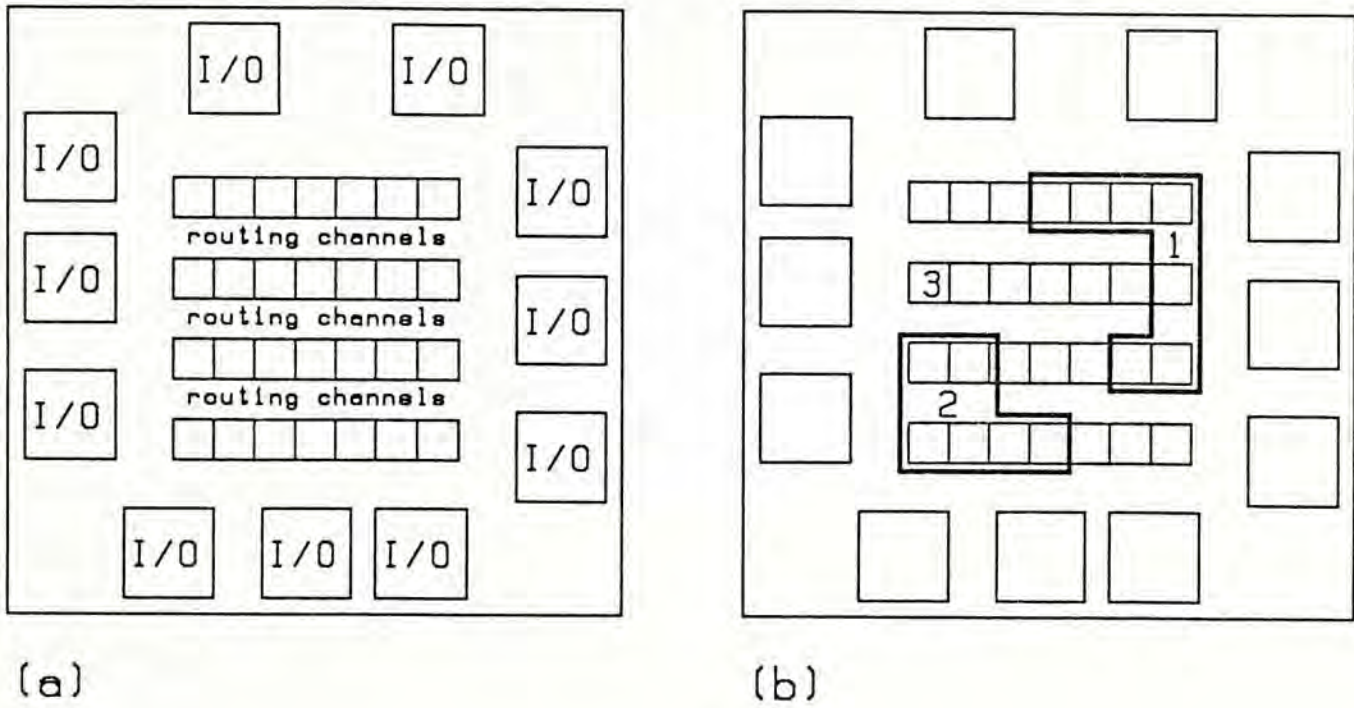 I/O I/O
I/O
I/O
routing channels
I/O
routing channels
I/O
I/O
routing channels
I/O
I/O I/O I/O
(a)
1
3
2
(b)